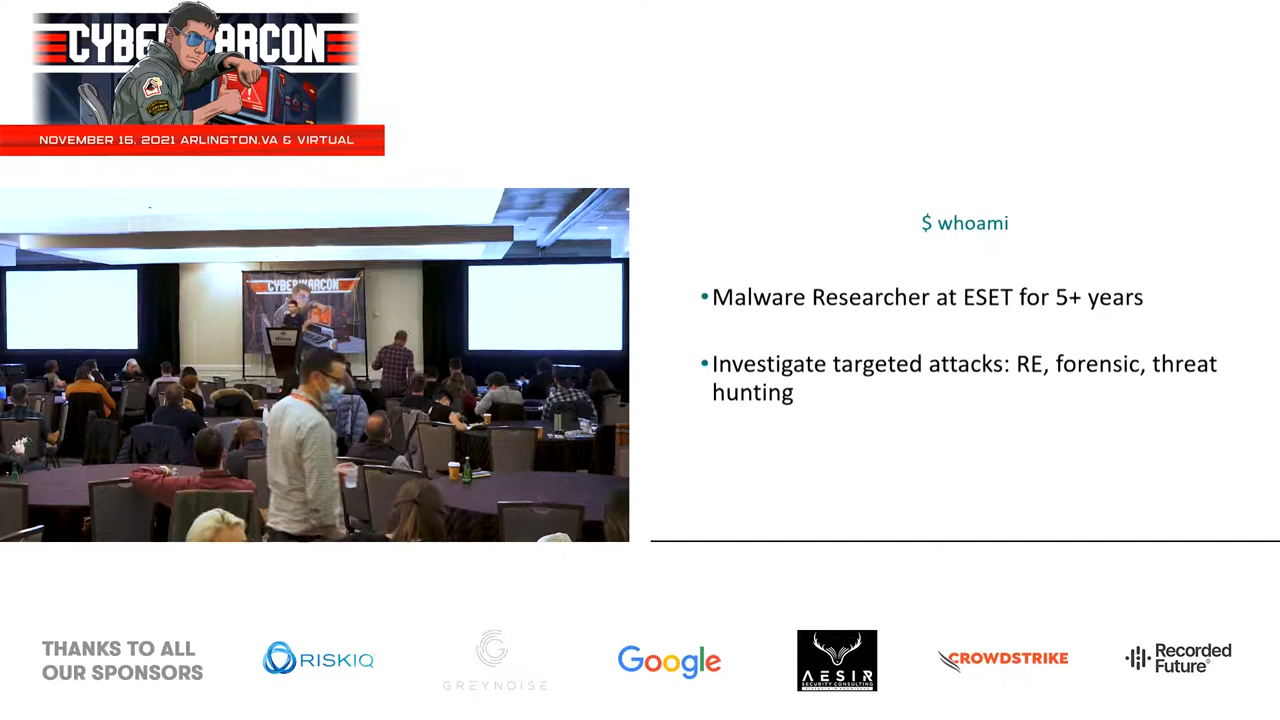 CYBERWARCON
NOVEMBER 16, 2021 ARLINGTON,VA & VIRTUAL
CYBERWARCON
$ whoami
•Malware Researcher at ESET for 5+ years
•Investigate targeted attacks: RE, forensic, threat
hunting
THANKS TO ALL
OUR SPONSORS
RISKIQ
GREYNOISE
Google
AESIR
SECURITY CONSULTING
CROWDSTRIKE
Recorded
Future®